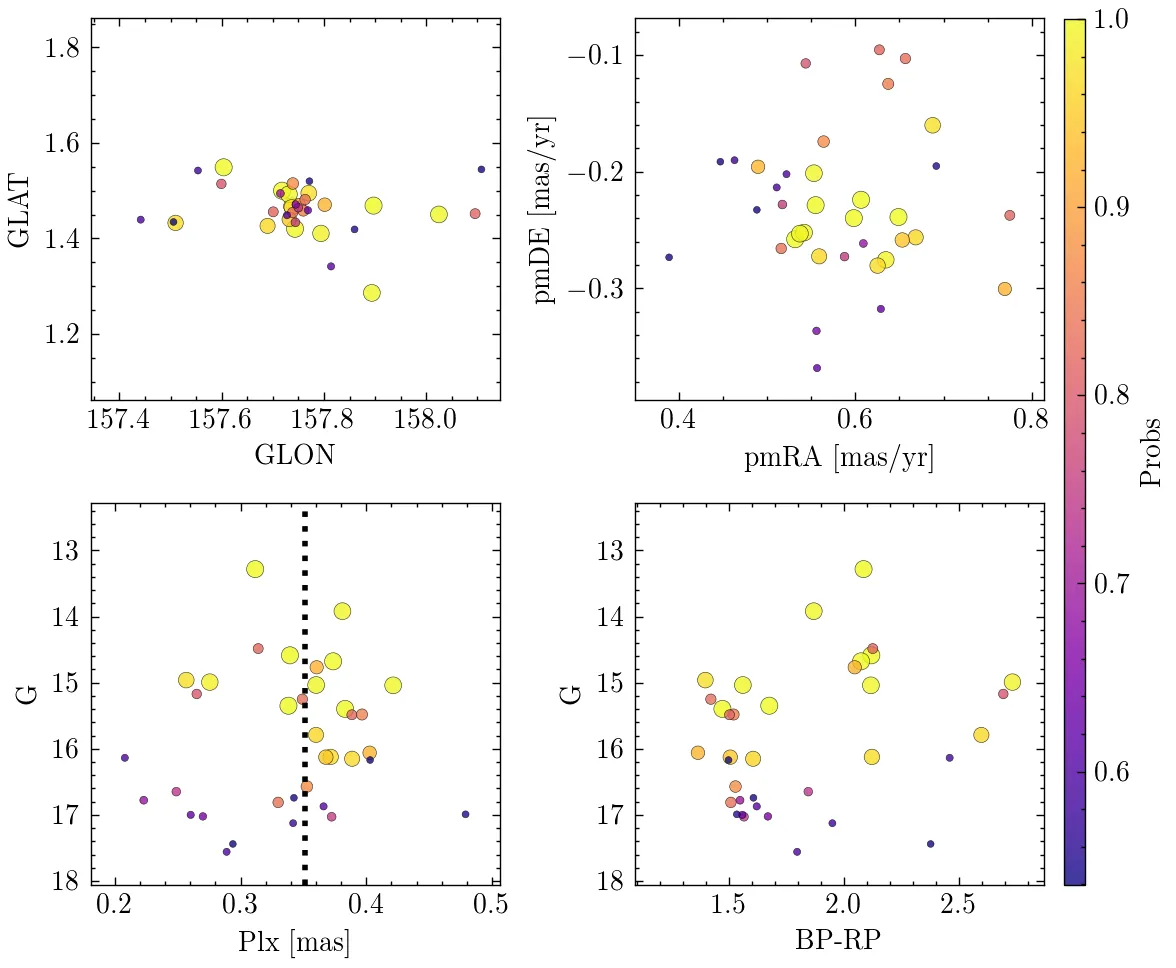 1.8
1.6
1.4
1.2
GLAT
157.4 157.6 157.8 158.0
GLON
−0.1
−0.2
−0.3
pmDE [mas/yr]
0.4 0.6 0.8
pmRA [mas/yr]
1.0
0.9
0.8
0.7
0.6
Probs
13
14
15
16
17
18
G
0.2 0.3 0.4 0.5
Plx [mas]
13
14
15
16
17
18
G
1.5 2.0 2.5
BP-RP